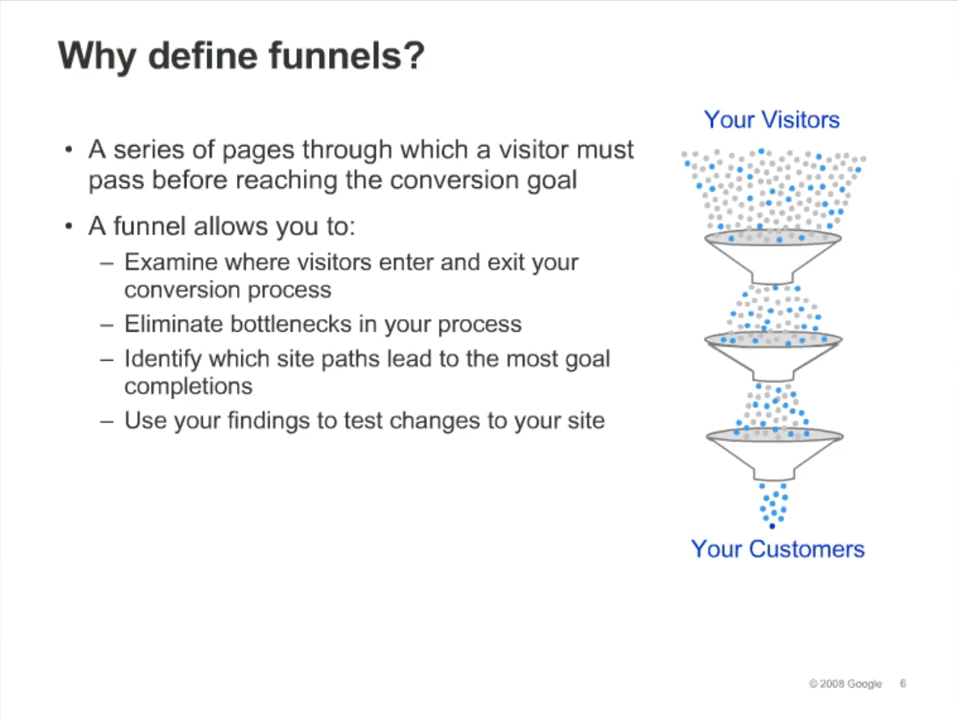 Why define funnels?
Your Visitors
• A series of pages through which a visitor must
pass before reaching the conversion goal
• A funnel allows you to:
– Examine where visitors enter and exit your
conversion process
– Eliminate bottlenecks in your process
– Identify which site paths lead to the most goal
completions
– Use your findings to test changes to your site
Your Customers
© 2008 Google 6